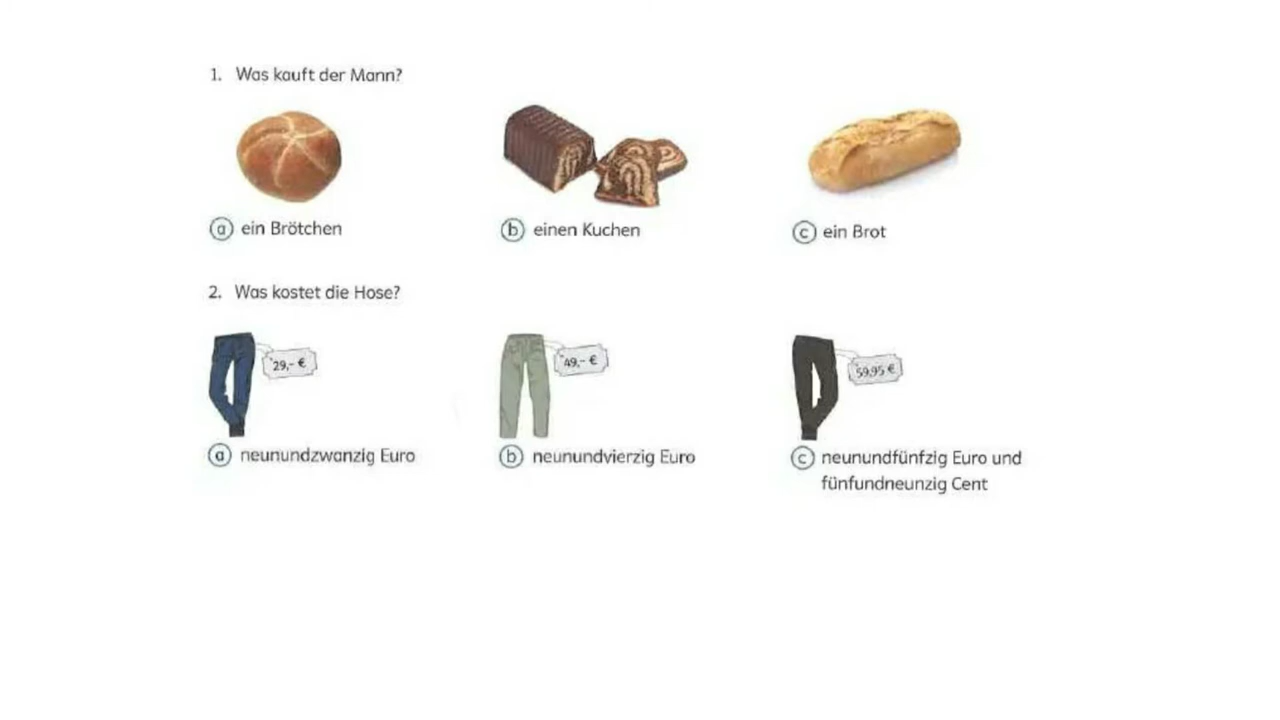 1. Was kauft der Mann?
ⓐ ein Brötchen
ⓑ einen Kuchen
ⓒ ein Brot
2. Was kostet die Hose?
29,- €
49,- €
59,95 €
ⓐ neunundzwanzig Euro
ⓑ neunundvierzig Euro
ⓒ neunundfünfzig Euro und
fünfundneunzig Cent